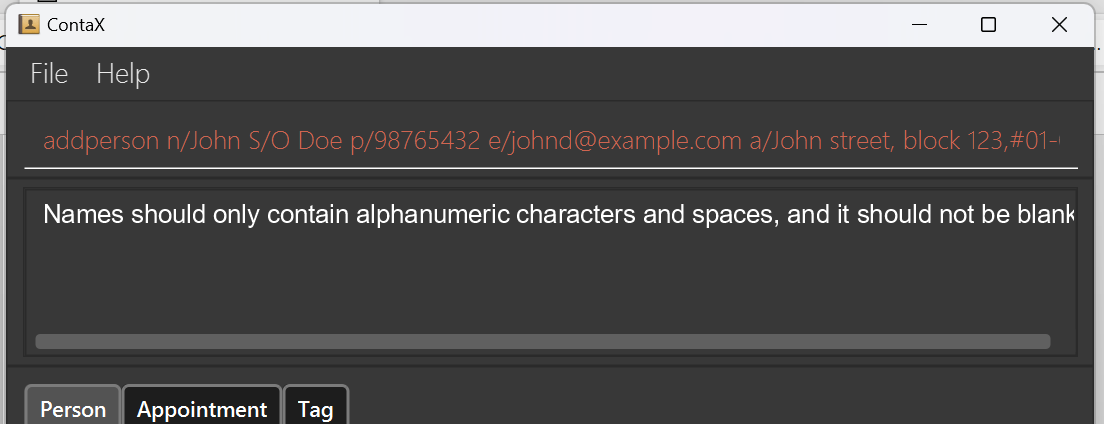 ContaX
File Help
addperson n/John S/O Doe p/98765432 e/johnd@example.com a/John street, block 123,#01-
Names should only contain alphanumeric characters and spaces, and it should not be blank
Person Appointment Tag